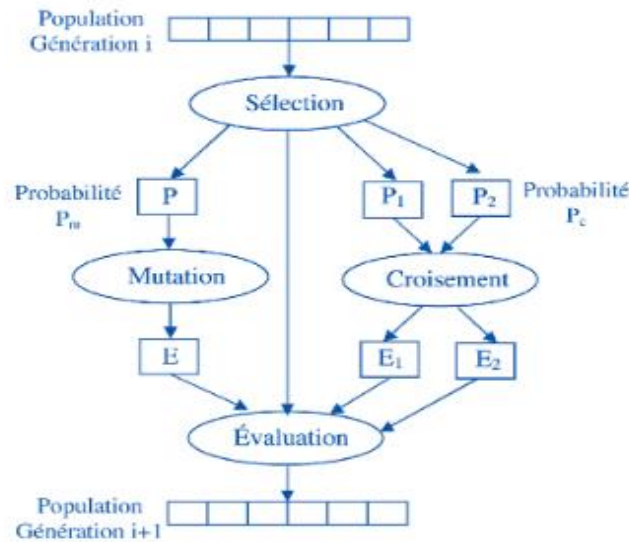 Population
Génération i
Sélection
Probabilité
Pm
P
P1
P2
Probabilité
Pc
Mutation
Croisement
E
E1
E2
Évaluation
Population
Génération i+1